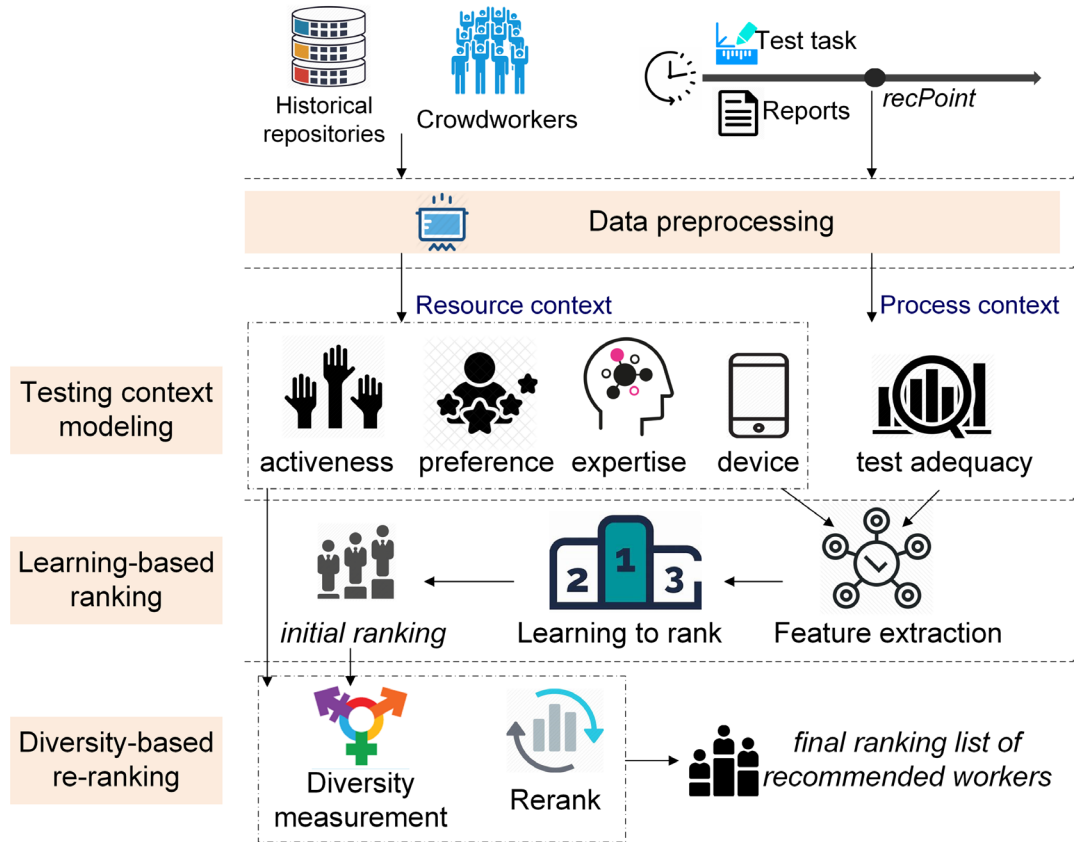 Historical
repositories
Crowdworkers
Test task
Reports
recPoint
Data preprocessing
Resource context
Process context
Testing context
modeling
activeness
preference
expertise
device
test adequacy
Learning-based
ranking
initial ranking
2
1
3
Learning to rank
Feature extraction
Diversity-based
re-ranking
Diversity
measurement
Rerank
final ranking list of
recommended workers